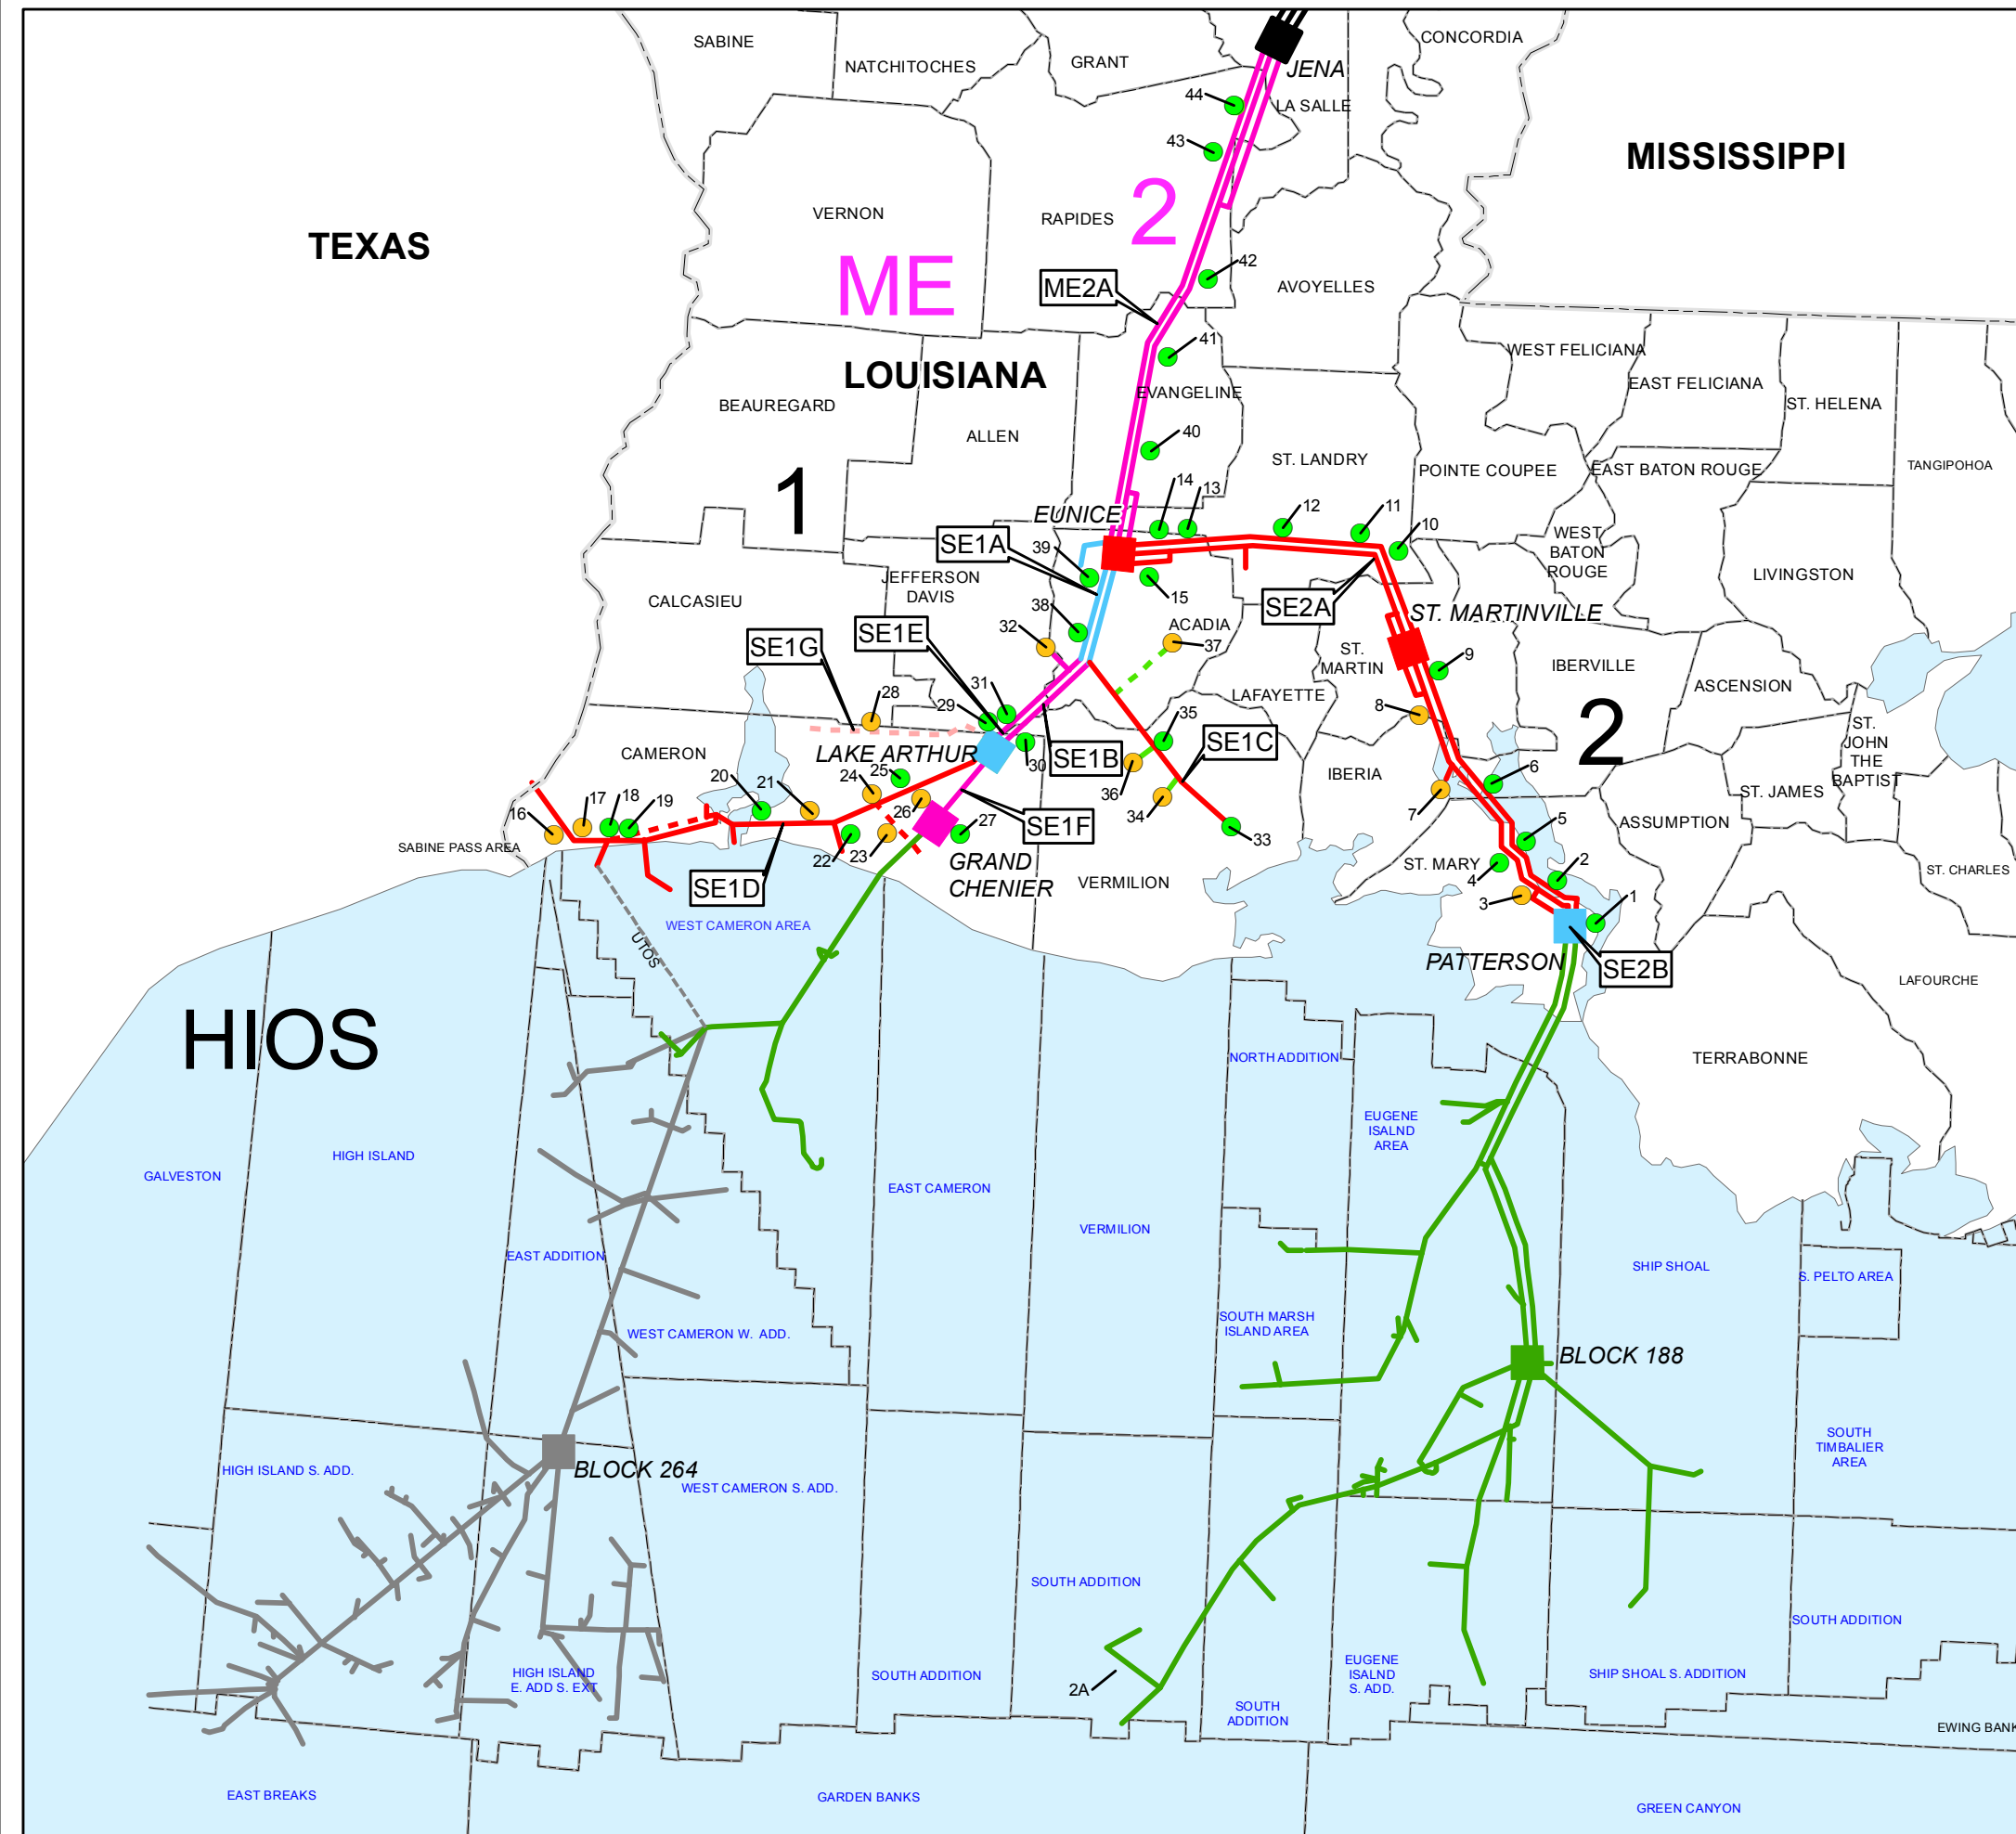 SABINE
NATCHITOCHES
GRANT
CONCORDIA
JENA
44
LA SALLE
43
MISSISSIPPI
2
VERNON
RAPIDES
TEXAS
ME
42
AVOYELLES
ME2A
41
WEST FELICIANA
LOUISIANA
EVANGELINE
EAST FELICIANA
BEAUREGARD
ST. HELENA
ALLEN
40
ST. LANDRY
POINTE COUPEE
EAST BATON ROUGE
TANGIPOHOA
1
14
13
12
11
10
EUNICE
SE1A
39
WEST
BATON
ROUGE
JEFFERSON
DAVIS
LIVINGSTON
CALCASIEU
15
SE2A
ST. MARTINVILLE
38
32
ACADIA
37
SE1G
SE1E
ST.
MARTIN
9
IBERVILLE
ASCENSION
31
29
28
LAFAYETTE
8
2
35
SE1C
ST.
JOHN
THE
BAPTIST
CAMERON
LAKE ARTHUR
30
SE1B
36
IBERIA
6
20
21
24
25
26
34
7
ST. JAMES
16
17
18
19
22
23
27
SE1F
33
5
ASSUMPTION
SABINE PASS AREA
SE1D
GRAND
CHENIER
VERMILION
ST. MARY
4
2
3
1
ST. CHARLES
WEST CAMERON AREA
UTOS
PATTERSON
SE2B
LAFOURCHE
HIOS
NORTH ADDITION
TERRABONNE
EUGENE
ISALND
AREA
HIGH ISLAND
GALVESTON
EAST CAMERON
VERMILION
EAST ADDITION
SHIP SHOAL
S. PELTO AREA
SOUTH MARSH
ISLAND AREA
WEST CAMERON W. ADD.
BLOCK 188
SOUTH
TIMBALIER
AREA
HIGH ISLAND S. ADD.
BLOCK 264
WEST CAMERON S. ADD.
SOUTH ADDITION
SOUTH ADDITION
HIGH ISLAND
E. ADD S. EXT
SOUTH ADDITION
2A
EUGENE
ISALND
S. ADD.
SHIP SHOAL S. ADDITION
SOUTH
ADDITION
EWING BANK
EAST BREAKS
GARDEN BANKS
GREEN CANYON